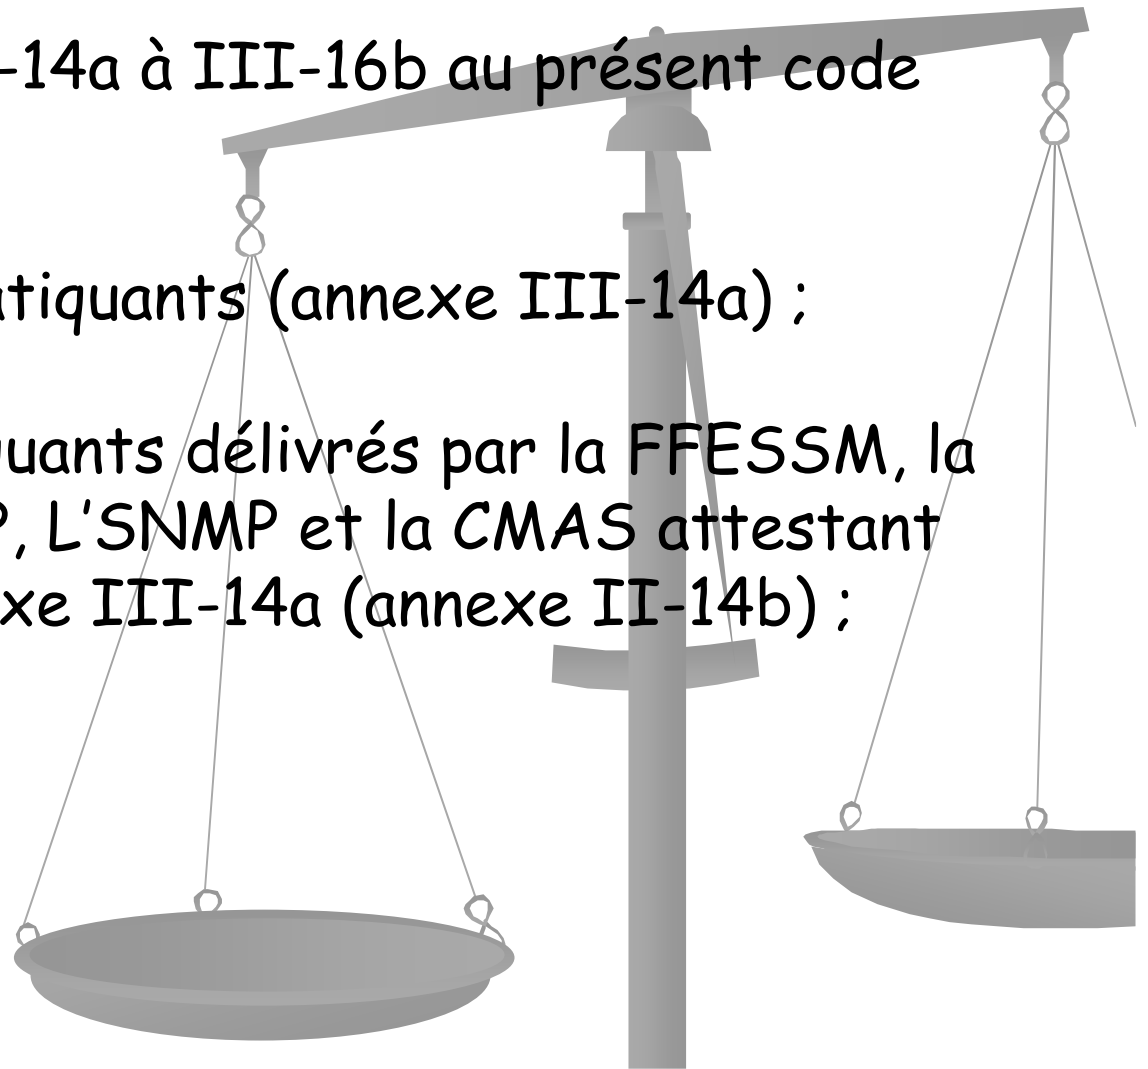 -14a à III-16b au présent code
tiquants (annexe III-14a) ;
uants délivrés par la FFESSM, la
, L’SNMP et la CMAS attestant
xe III-14a (annexe II-14b) ;